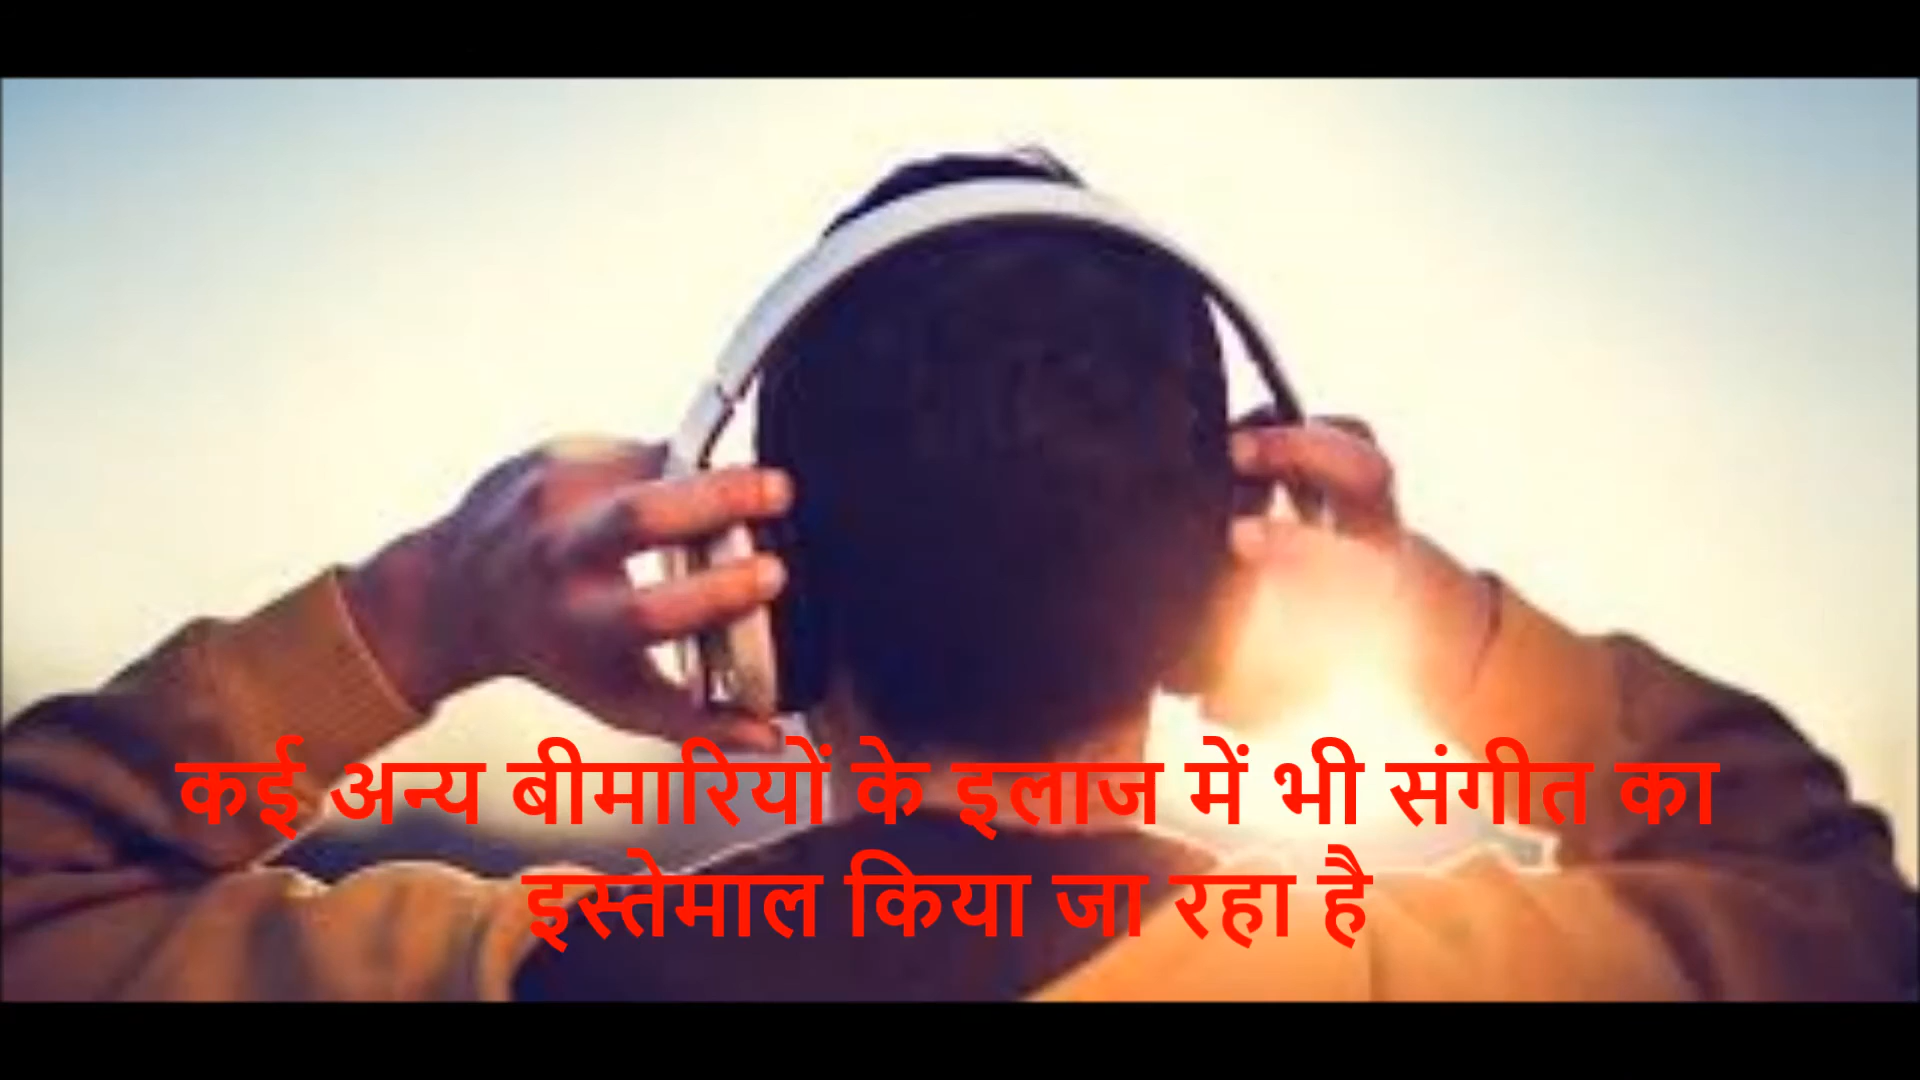 कई अन्य बीमारियों के इलाज में भी संगीत का
इस्तेमाल किया जा रहा है